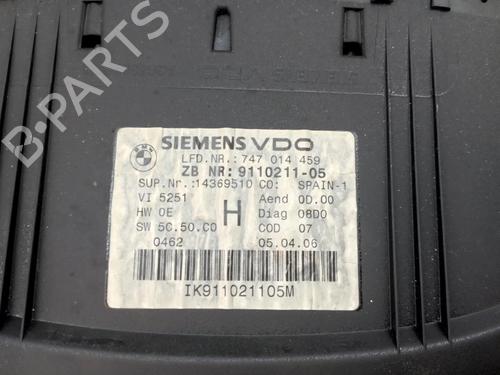 SIEMENS VDO
LFD.NR.: 747 014 459
ZB NR: 9110211-05
SUP.Nr.:14369510 CO: SPAIN-1
VI 5251 Aend 0D.00
HW 0E H Diag 08D0
SW 5C.50.C0 COD 07
0462 05.04.06
IK911021105M